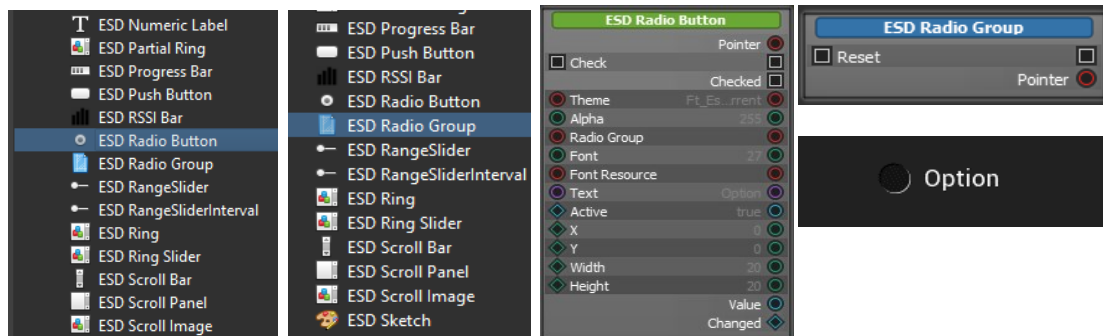 ESD Numeric Label
ESD Partial Ring
ESD Progress Bar
ESD Push Button
ESD RSSI Bar
ESD Radio Button
ESD Radio Group
ESD RangeSlider
ESD RangeSliderInterval
ESD Ring
ESD Ring Slider
ESD Scroll Bar
ESD Scroll Panel
ESD Scroll Image
ESD Progress Bar
ESD Push Button
ESD RSSI Bar
ESD Radio Button
ESD Radio Group
ESD RangeSlider
ESD RangeSliderInterval
ESD Ring
ESD Ring Slider
ESD Scroll Bar
ESD Scroll Panel
ESD Scroll Image
ESD Sketch
ESD Radio Button
Pointer
Check
Checked
Theme Ft_Es...rrent
Alpha 255
Radio Group
Font 27
Font Resource
Text Option
Active true
X 0
Y 0
Width 20
Height 20
Value
Changed
ESD Radio Group
Reset
Pointer
Option